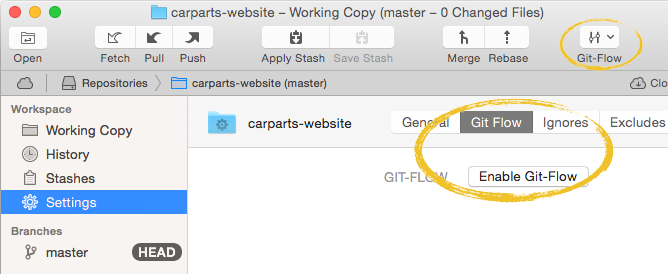 carparts-website – Working Copy (master – 0 Changed Files)
Open Fetch Pull Push Apply Stash Save Stash Merge Rebase Git-Flow
Repositories carparts-website (master) Clo
Workspace
Working Copy
History
Stashes
Settings
Branches
master HEAD
carparts-website General Git Flow Ignores Excludes
GIT-FLOW Enable Git-Flow